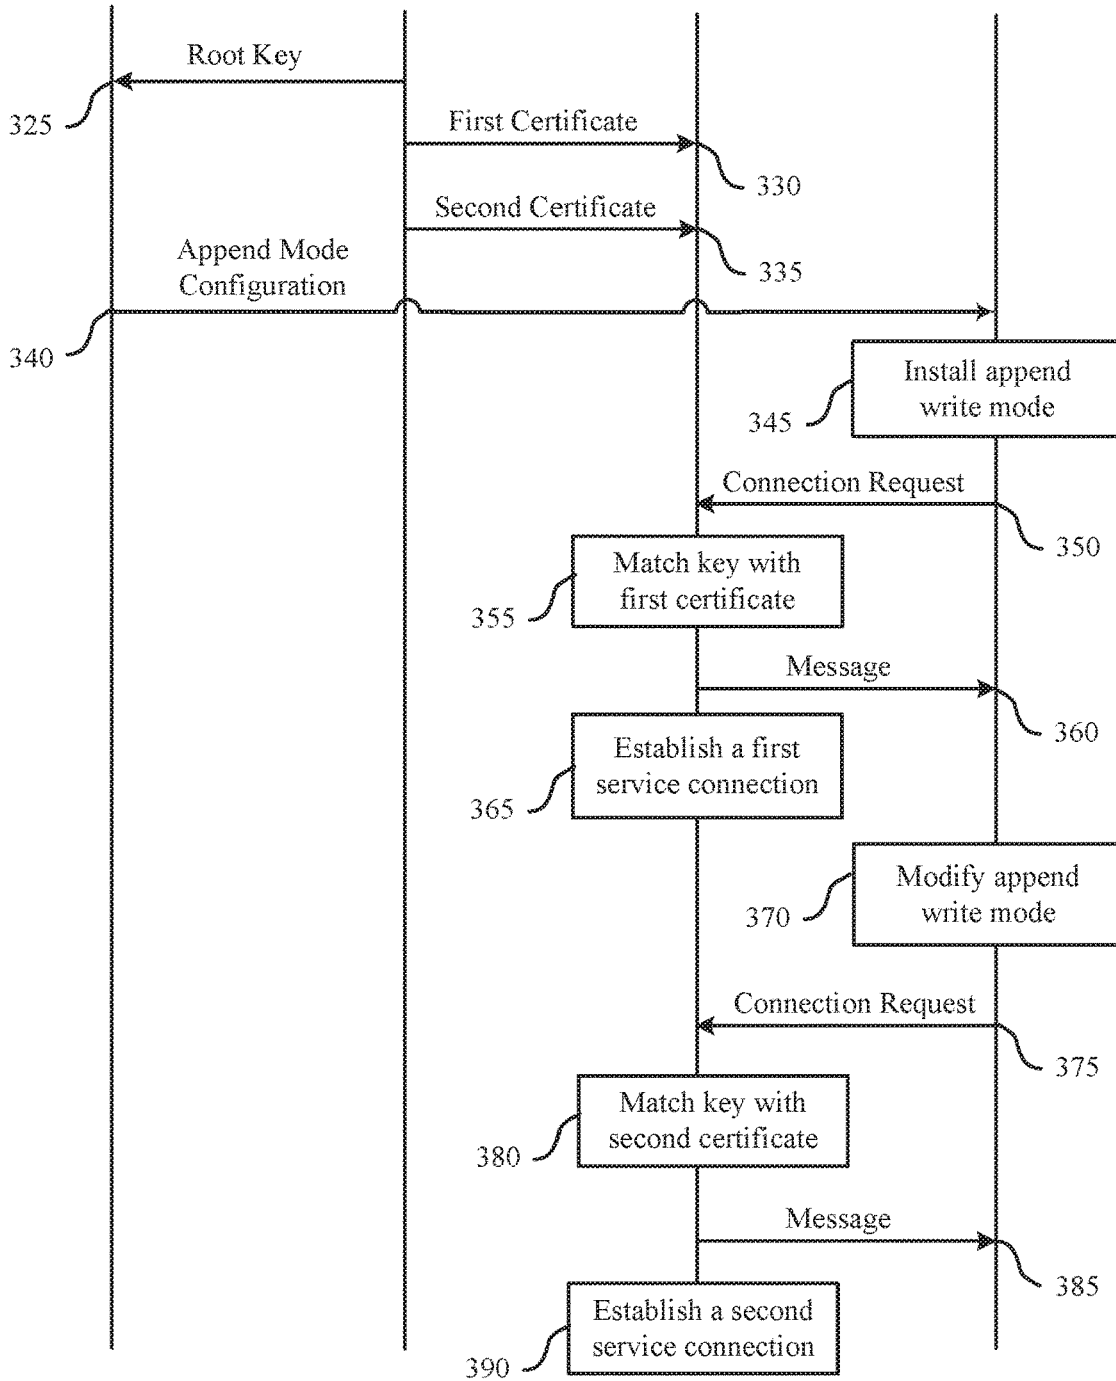 Root Key
325
First Certificate
330
Second Certificate
335
Append Mode
Configuration
340
Install append
write mode
345
Connection Request
350
Match key with
first certificate
355
Message
360
Establish a first
service connection
365
Modify append
write mode
370
Connection Request
375
Match key with
second certificate
380
Message
385
Establish a second
service connection
390